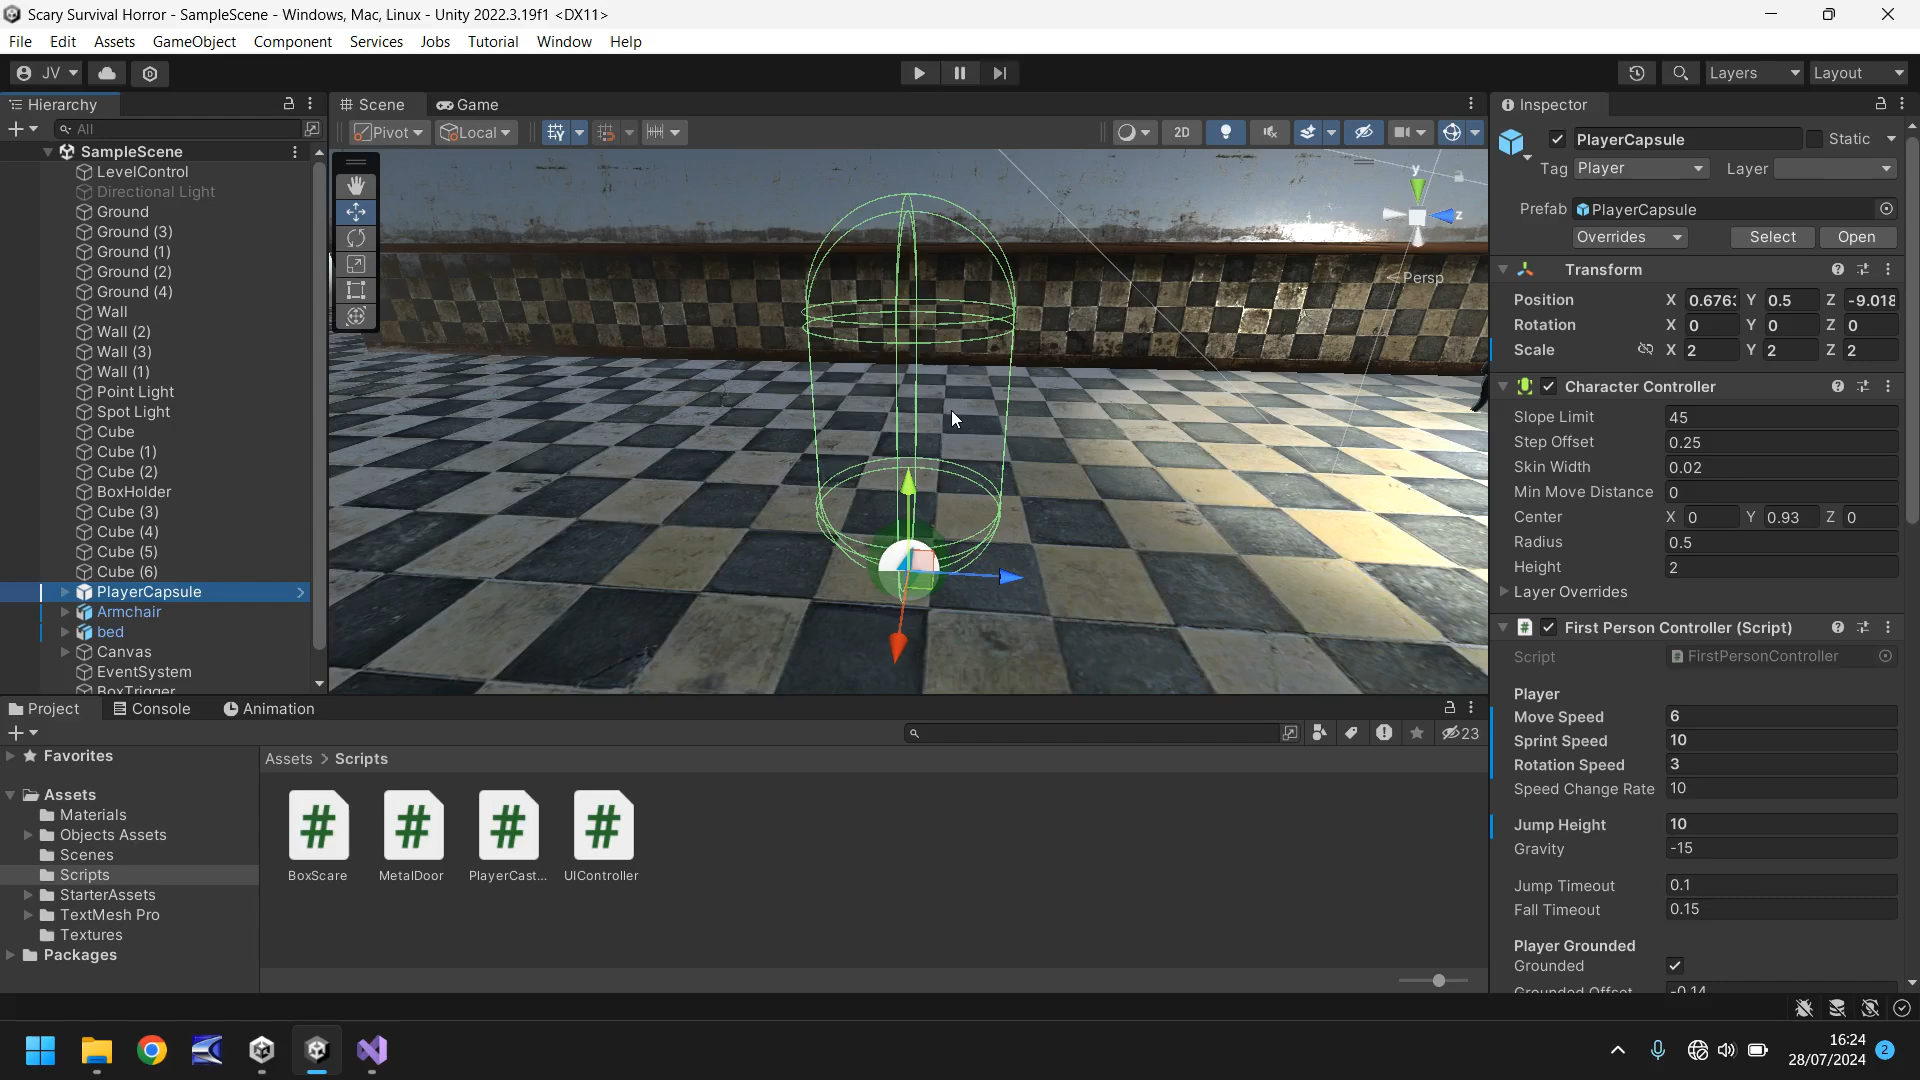 Scary Survival Horror - SampleScene - Windows, Mac, Linux - Unity 2022.3.19f1 <DX11>
File Edit Assets GameObject Component Services Jobs Tutorial Window Help
JV Layers Layout
Hierarchy
All
SampleScene
LevelControl
Directional Light
Ground
Ground (3)
Ground (1)
Ground (2)
Ground (4)
Wall
Wall (2)
Wall (3)
Wall (1)
Point Light
Spot Light
Cube
Cube (1)
Cube (2)
BoxHolder
Cube (3)
Cube (4)
Cube (5)
Cube (6)
PlayerCapsule
Armchair
bed
Canvas
EventSystem
BoxTrigger
Scene Game
Pivot Local 2D
y
z
Persp
Inspector
PlayerCapsule Static
Tag Player Layer
Prefab PlayerCapsule
Overrides Select Open
Transform
Position X 0.676 Y 0.5 Z -9.018
Rotation X 0 Y 0 Z 0
Scale X 2 Y 2 Z 2
Character Controller
Slope Limit 45
Step Offset 0.25
Skin Width 0.02
Min Move Distance 0
Center X 0 Y 0.93 Z 0
Radius 0.5
Height 2
Layer Overrides
First Person Controller (Script)
Script FirstPersonController
Player
Move Speed 6
Sprint Speed 10
Rotation Speed 3
Speed Change Rate 10
Jump Height 10
Gravity -15
Jump Timeout 0.1
Fall Timeout 0.15
Player Grounded
Grounded
Grounded Offset -0.14
Project Console Animation
23
Favorites
Assets
Materials
Objects Assets
Scenes
Scripts
StarterAssets
TextMesh Pro
Textures
Packages
Assets > Scripts
BoxScare MetalDoor PlayerCast... UIController
16:24
28/07/2024
2